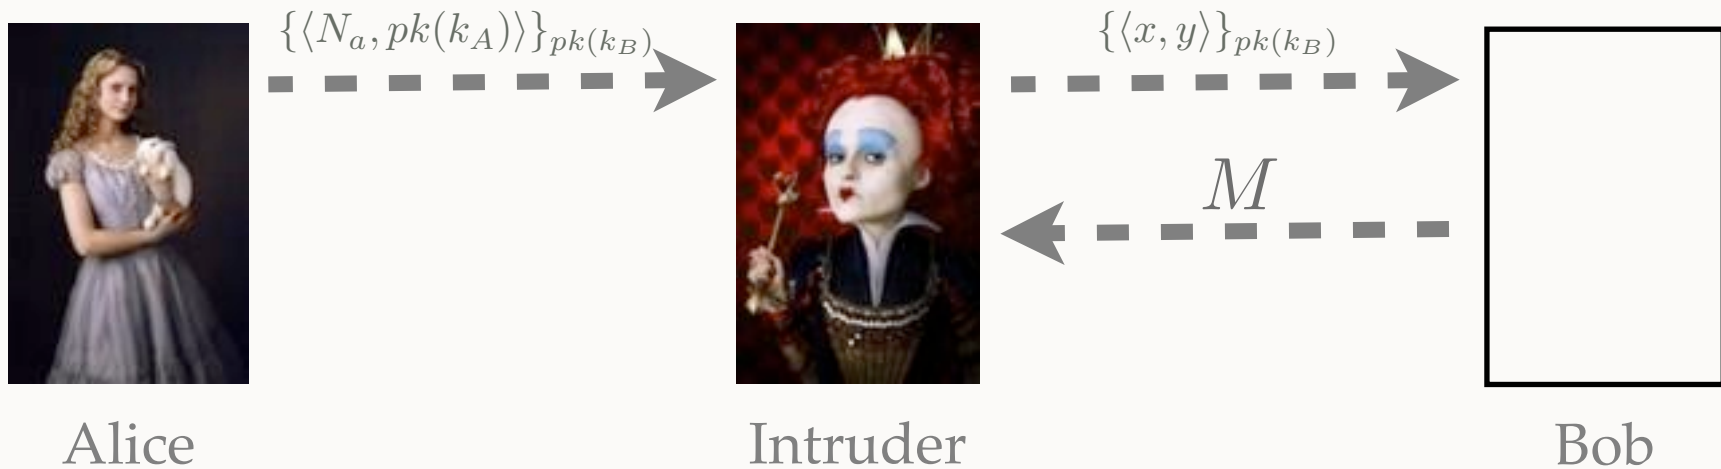 {⟨N_a, pk(k_A)⟩}_{pk(k_B)}
{⟨x, y⟩}_{pk(k_B)}
M
Alice
Intruder
Bob